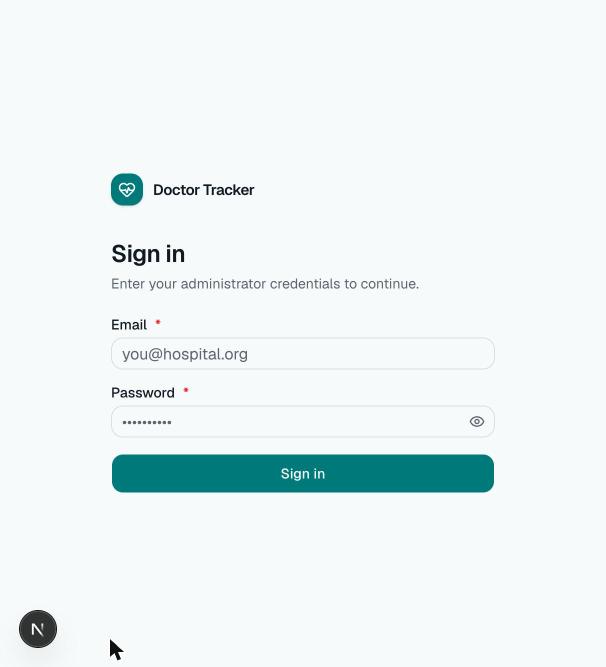 Doctor Tracker
Sign in
Enter your administrator credentials to continue.
Email *
you@hospital.org
Password *
••••••••••
Sign in
N